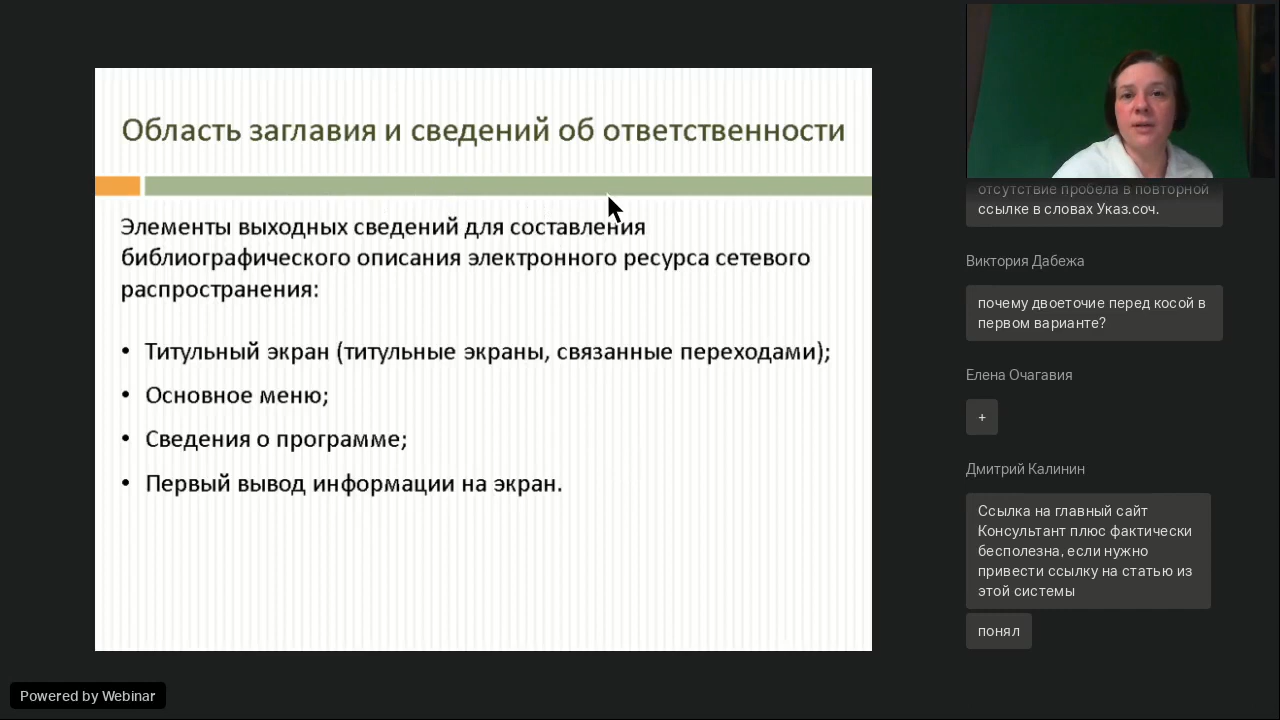 Область заглавия и сведений об ответственности
Элементы выходных сведений для составления
библиографического описания электронного ресурса сетевого
распространения:
• Титульный экран (титульные экраны, связанные переходами);
• Основное меню;
• Сведения о программе;
• Первый вывод информации на экран.
отсутствие пробела в повторной
ссылке в словах Указ.соч.
Виктория Дабежа
почему двоеточие перед косой в
первом варианте?
Елена Очагавия
+
Дмитрий Калинин
Ссылка на главный сайт
Консультант плюс фактически
бесполезна, если нужно
привести ссылку на статью из
этой системы
понял
Powered by Webinar